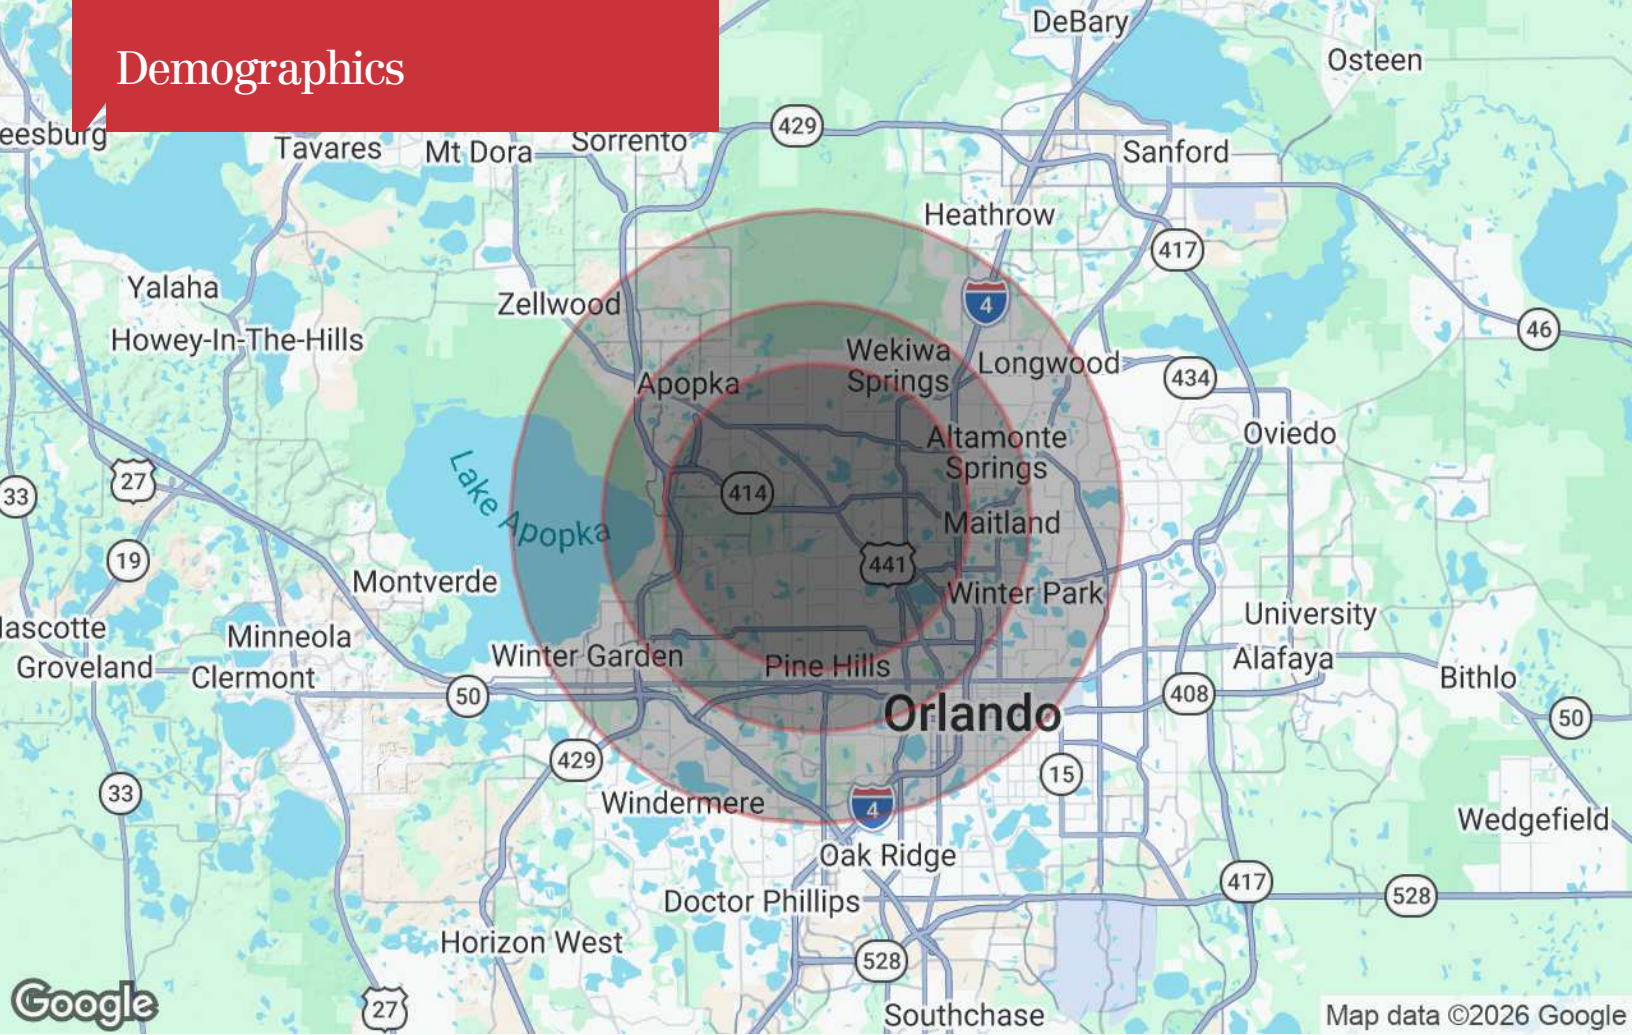 Demographics
DeBary
Osteen
eesburg
Tavares
Mt Dora
Sorrento
429
Sanford
Heathrow
417
Yalaha
Zellwood
4
Howey-In-The-Hills
46
Wekiwa
Springs
Longwood
434
Apopka
Oviedo
Altamonte
Springs
27
33
414
Lake Apopka
Maitland
19
441
Montverde
Winter Park
University
ascotte
Minneola
Winter Garden
Pine Hills
Alafaya
Groveland
Clermont
Bithlo
50
408
Orlando
50
429
15
33
Windermere
4
Wedgefield
Oak Ridge
417
Doctor Phillips
528
Horizon West
528
27
Southchase
Google
Map data ©2026 Google